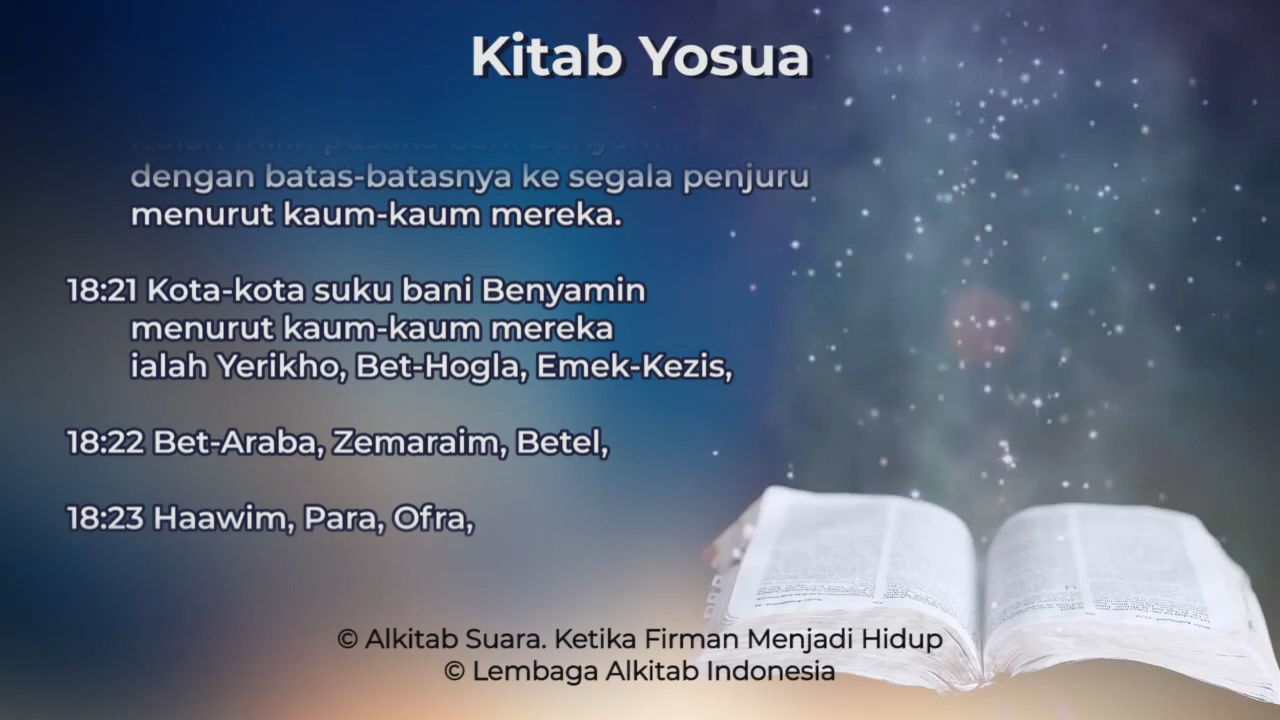 Kitab Yosua
dengan batas-batasnya ke segala penjuru
menurut kaum-kaum mereka.
18:21 Kota-kota suku bani Benyamin
menurut kaum-kaum mereka
ialah Yerikho, Bet-Hogla, Emek-Kezis,
18:22 Bet-Araba, Zemaraim, Betel,
18:23 Haawim, Para, Ofra,
© Alkitab Suara. Ketika Firman Menjadi Hidup
© Lembaga Alkitab Indonesia